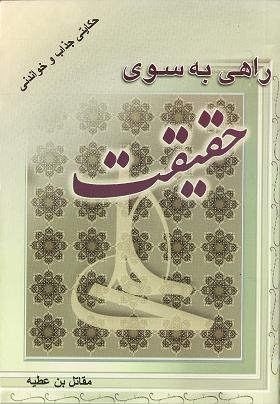 حکایتی جذاب و خواندنی
راهی به سوی
حقیقت
علی
مقاتل بن عطیه